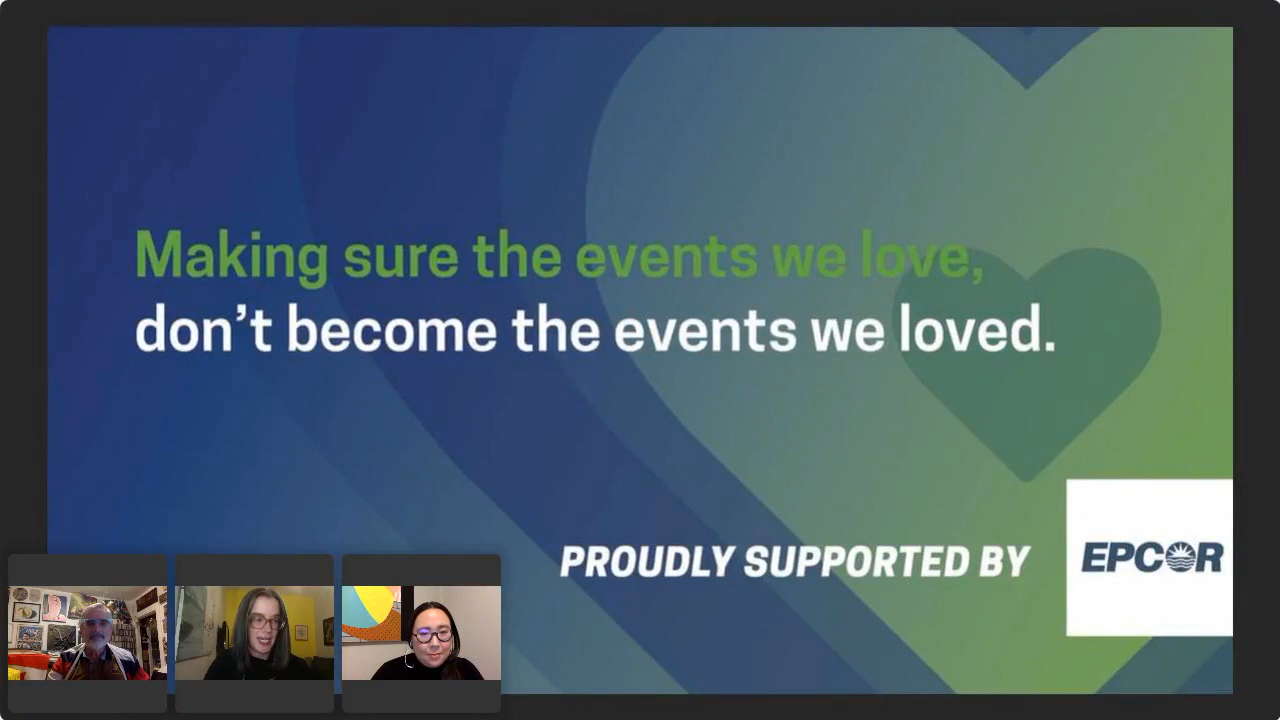 Making sure the events we love,
don’t become the events we loved.
PROUDLY SUPPORTED BY
EPCOR